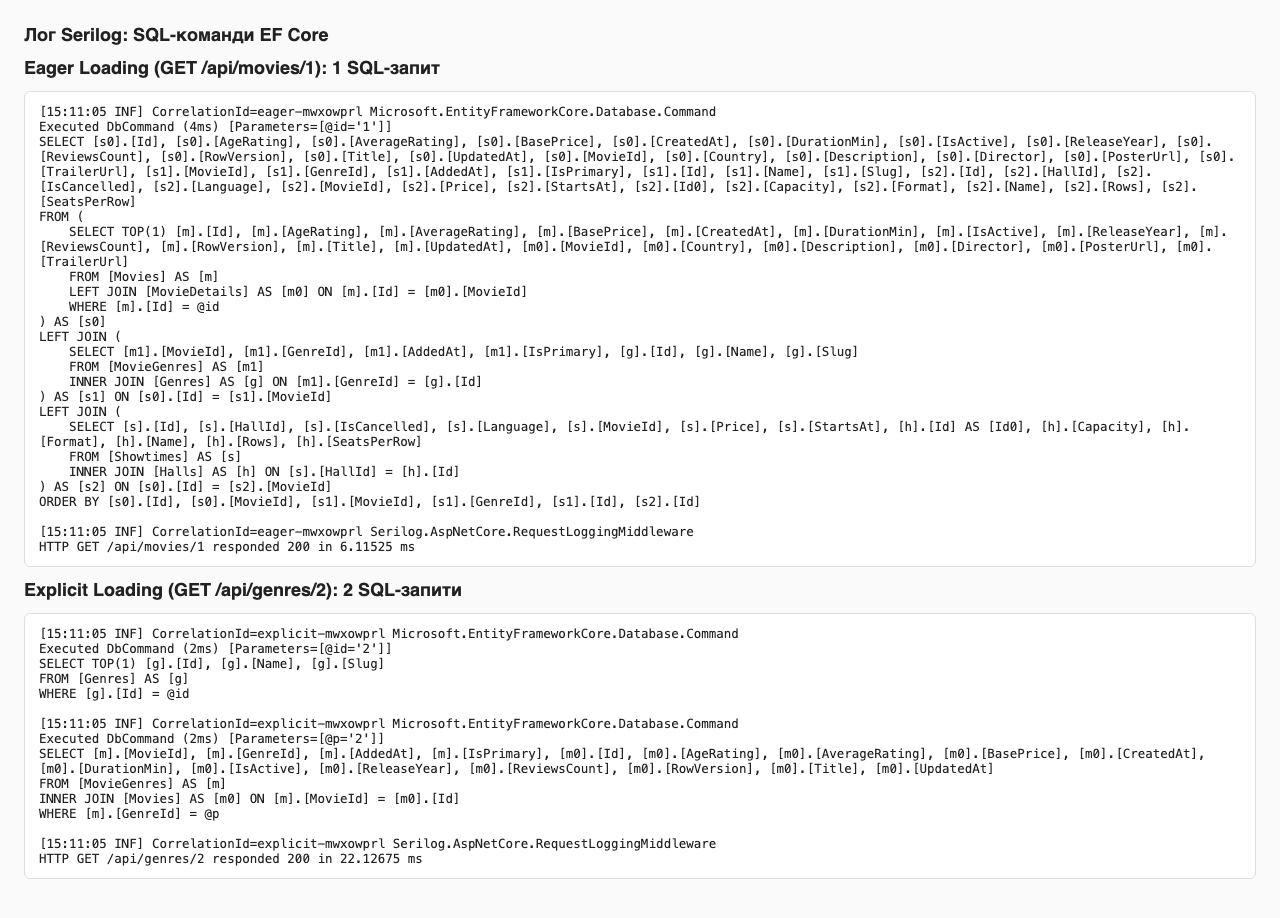 Лог Serilog: SQL-команди EF Core
Eager Loading (GET /api/movies/1): 1 SQL-запит
[15:11:05 INF] CorrelationId=eager-mwxowprl Microsoft.EntityFrameworkCore.Database.Command
Executed DbCommand (4ms) [Parameters=[@id='1']]
SELECT [s0].[Id], [s0].[AgeRating], [s0].[AverageRating], [s0].[BasePrice], [s0].[CreatedAt], [s0].[DurationMin], [s0].[IsActive], [s0].[ReleaseYear], [s0].
[ReviewsCount], [s0].[RowVersion], [s0].[Title], [s0].[UpdatedAt], [s0].[MovieId], [s0].[Country], [s0].[Description], [s0].[Director], [s0].[PosterUrl], [s0].
[TrailerUrl], [s1].[MovieId], [s1].[GenreId], [s1].[AddedAt], [s1].[IsPrimary], [s1].[Id], [s1].[Name], [s1].[Slug], [s2].[Id], [s2].[HallId], [s2].
[IsCancelled], [s2].[Language], [s2].[MovieId], [s2].[Price], [s2].[StartsAt], [s2].[Id0], [s2].[Capacity], [s2].[Format], [s2].[Name], [s2].[Rows], [s2].
[SeatsPerRow]
FROM (
    SELECT TOP(1) [m].[Id], [m].[AgeRating], [m].[AverageRating], [m].[BasePrice], [m].[CreatedAt], [m].[DurationMin], [m].[IsActive], [m].[ReleaseYear], [m].
[ReviewsCount], [m].[RowVersion], [m].[Title], [m].[UpdatedAt], [m0].[MovieId], [m0].[Country], [m0].[Description], [m0].[Director], [m0].[PosterUrl], [m0].
[TrailerUrl]
    FROM [Movies] AS [m]
    LEFT JOIN [MovieDetails] AS [m0] ON [m].[Id] = [m0].[MovieId]
    WHERE [m].[Id] = @id
) AS [s0]
LEFT JOIN (
    SELECT [m1].[MovieId], [m1].[GenreId], [m1].[AddedAt], [m1].[IsPrimary], [g].[Id], [g].[Name], [g].[Slug]
    FROM [MovieGenres] AS [m1]
    INNER JOIN [Genres] AS [g] ON [m1].[GenreId] = [g].[Id]
) AS [s1] ON [s0].[Id] = [s1].[MovieId]
LEFT JOIN (
    SELECT [s].[Id], [s].[HallId], [s].[IsCancelled], [s].[Language], [s].[MovieId], [s].[Price], [s].[StartsAt], [h].[Id] AS [Id0], [h].[Capacity], [h].
[Format], [h].[Name], [h].[Rows], [h].[SeatsPerRow]
    FROM [Showtimes] AS [s]
    INNER JOIN [Halls] AS [h] ON [s].[HallId] = [h].[Id]
) AS [s2] ON [s0].[Id] = [s2].[MovieId]
ORDER BY [s0].[Id], [s0].[MovieId], [s1].[MovieId], [s1].[GenreId], [s1].[Id], [s2].[Id]
[15:11:05 INF] CorrelationId=eager-mwxowprl Serilog.AspNetCore.RequestLoggingMiddleware
HTTP GET /api/movies/1 responded 200 in 6.11525 ms
Explicit Loading (GET /api/genres/2): 2 SQL-запити
[15:11:05 INF] CorrelationId=explicit-mwxowprl Microsoft.EntityFrameworkCore.Database.Command
Executed DbCommand (2ms) [Parameters=[@id='2']]
SELECT TOP(1) [g].[Id], [g].[Name], [g].[Slug]
FROM [Genres] AS [g]
WHERE [g].[Id] = @id
[15:11:05 INF] CorrelationId=explicit-mwxowprl Microsoft.EntityFrameworkCore.Database.Command
Executed DbCommand (2ms) [Parameters=[@p='2']]
SELECT [m].[MovieId], [m].[GenreId], [m].[AddedAt], [m].[IsPrimary], [m0].[Id], [m0].[AgeRating], [m0].[AverageRating], [m0].[BasePrice], [m0].[CreatedAt],
[m0].[DurationMin], [m0].[IsActive], [m0].[ReleaseYear], [m0].[ReviewsCount], [m0].[RowVersion], [m0].[Title], [m0].[UpdatedAt]
FROM [MovieGenres] AS [m]
INNER JOIN [Movies] AS [m0] ON [m].[MovieId] = [m0].[Id]
WHERE [m].[GenreId] = @p
[15:11:05 INF] CorrelationId=explicit-mwxowprl Serilog.AspNetCore.RequestLoggingMiddleware
HTTP GET /api/genres/2 responded 200 in 22.12675 ms